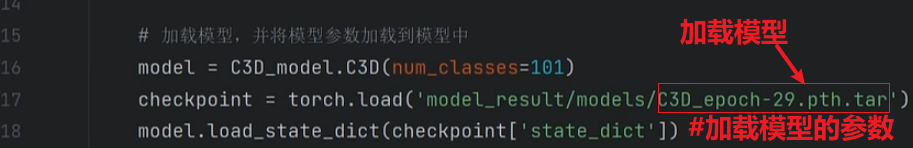 14
15 # 加载模型，并将模型参数加载到模型中
加载模型
16 model = C3D_model.C3D(num_classes=101)
17 checkpoint = torch.load('model_result/models/C3D_epoch-29.pth.tar')
18 model.load_state_dict(checkpoint['state_dict']) #加载模型的参数